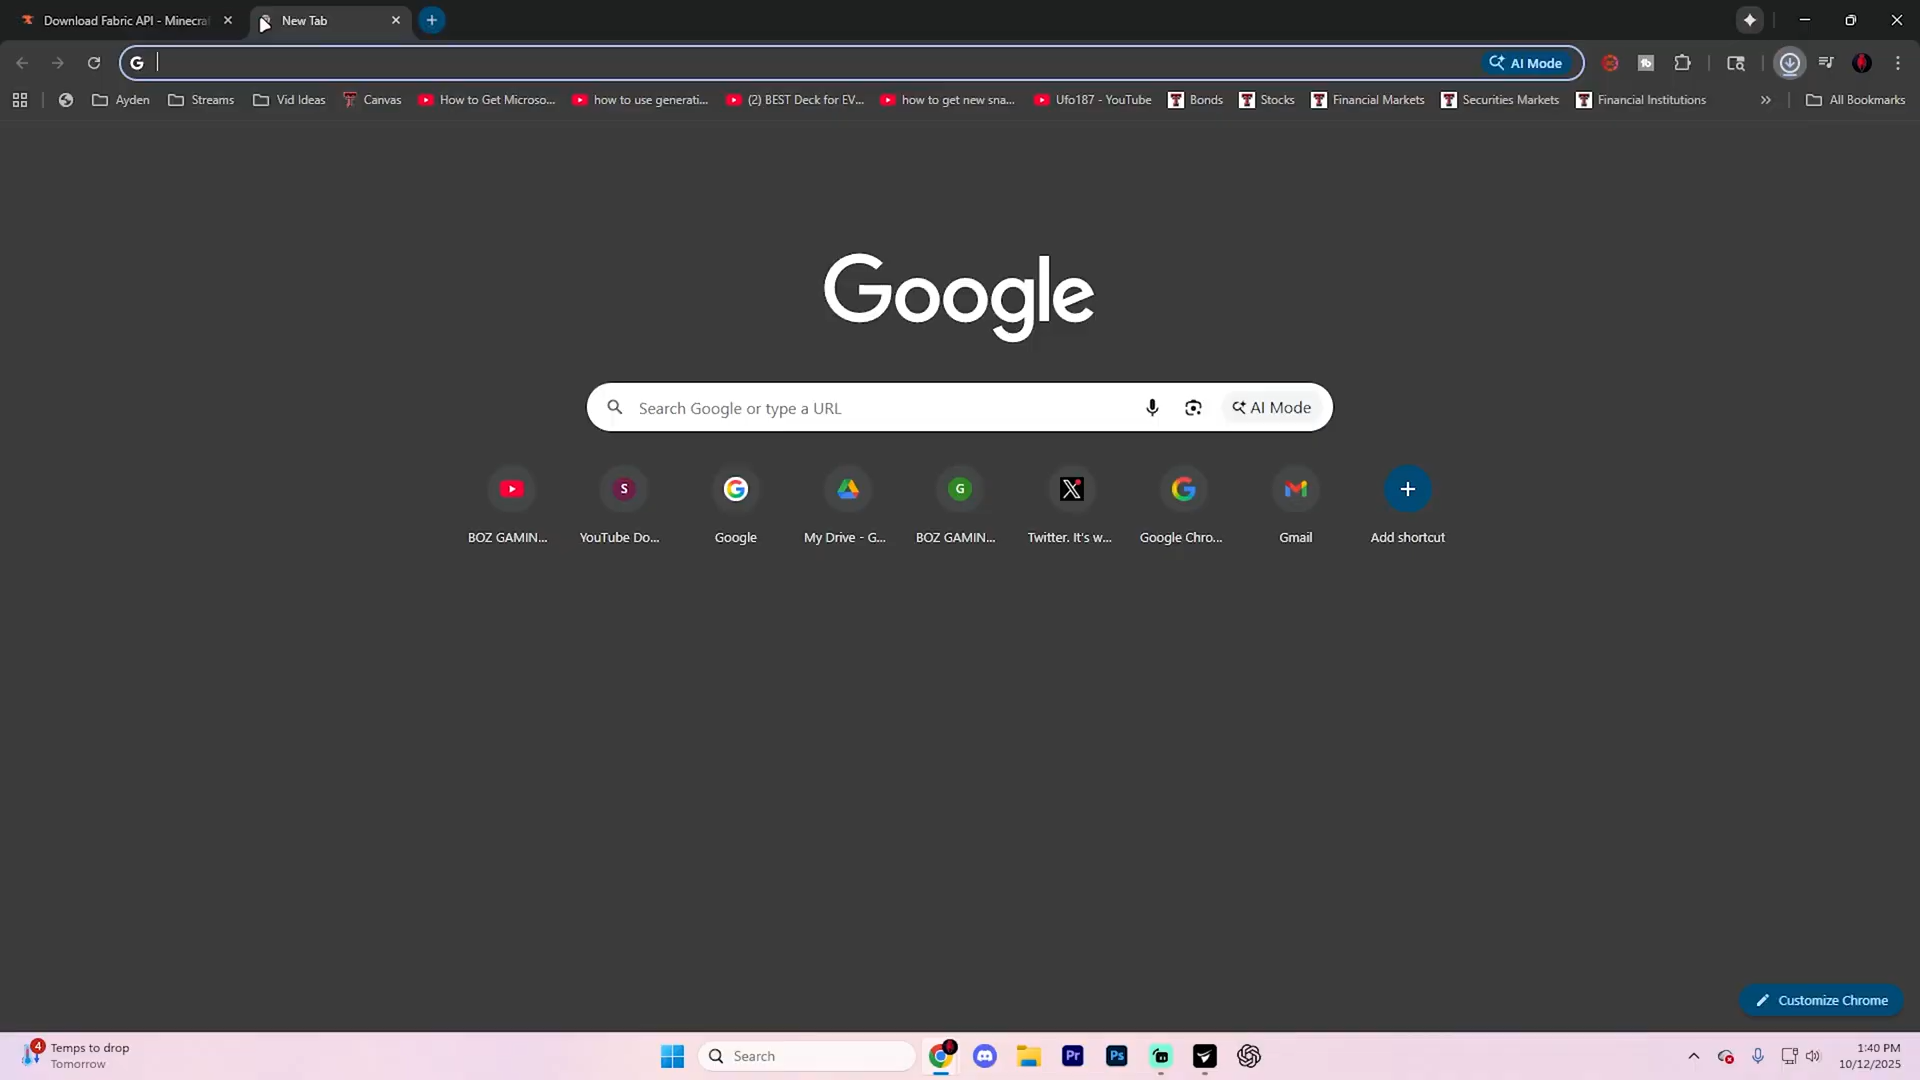 Download Fabric API - Minecra
New Tab
AI Mode
Ayden
Streams
Vid Ideas
Canvas
How to Get Microso...
how to use generati...
(2) BEST Deck for EV...
how to get new sna...
Ufo187 - YouTube
Bonds
Stocks
Financial Markets
Securities Markets
Financial Institutions
All Bookmarks
Google
Search Google or type a URL
AI Mode
S
G
BOZ GAMIN...
YouTube Do...
Google
My Drive - G...
BOZ GAMIN...
Twitter. It's w...
Google Chro...
Gmail
Add shortcut
Customize Chrome
4
Temps to drop
Tomorrow
Search
Pr
Ps
1:40 PM
10/12/2025